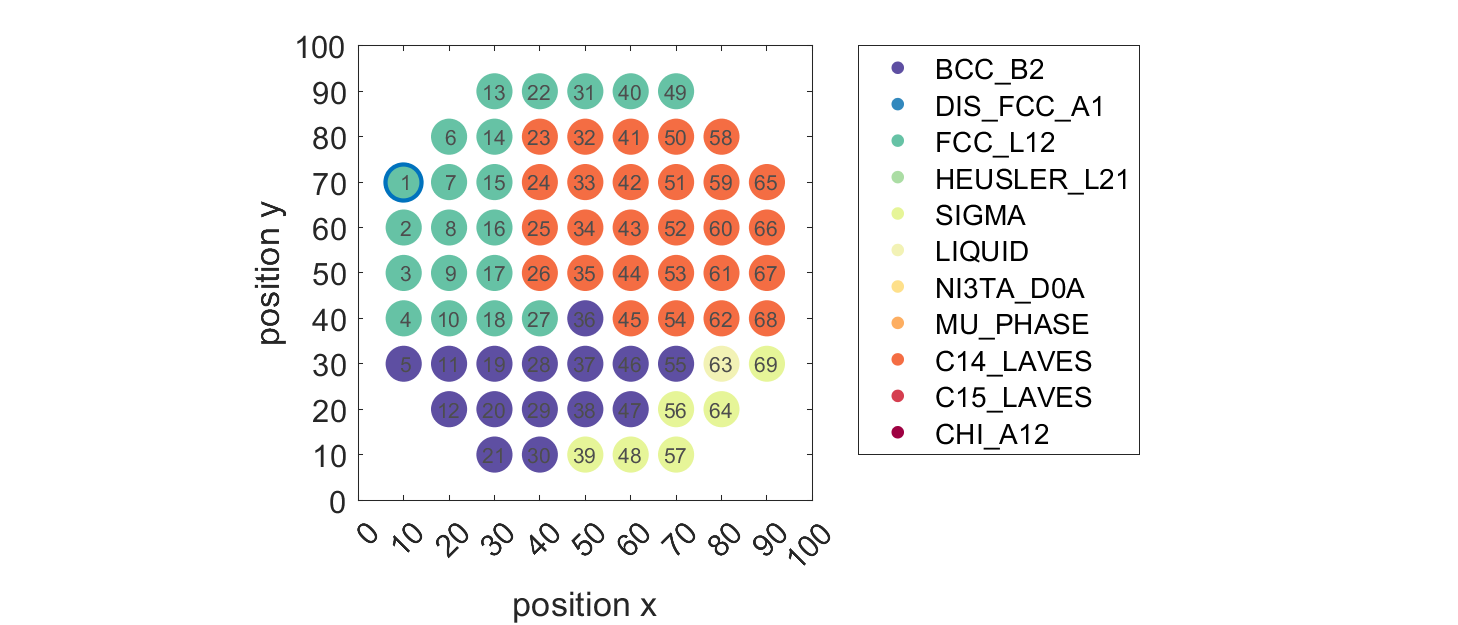 100
90
80
70
60
50
40
30
20
10
0
position y
13 22 31 40 49
6 14 23 32 41 50 58
1 7 15 24 33 42 51 59 65
2 8 16 25 34 43 52 60 66
3 9 17 26 35 44 53 61 67
4 10 18 27 36 45 54 62 68
5 11 19 28 37 46 55 63 69
12 20 29 38 47 56 64
21 30 39 48 57
0 10 20 30 40 50 60 70 80 90 100
position x
BCC_B2
DIS_FCC_A1
FCC_L12
HEUSLER_L21
SIGMA
LIQUID
NI3TA_D0A
MU_PHASE
C14_LAVES
C15_LAVES
CHI_A12